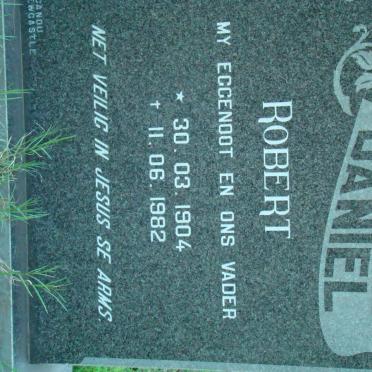 DANIEL
ROBERT
MY EGGENOOT EN ONS VADER
★ 30. 03. 1904
† 11. 06. 1982
NET VEILIG IN JESUS SE ARMS.